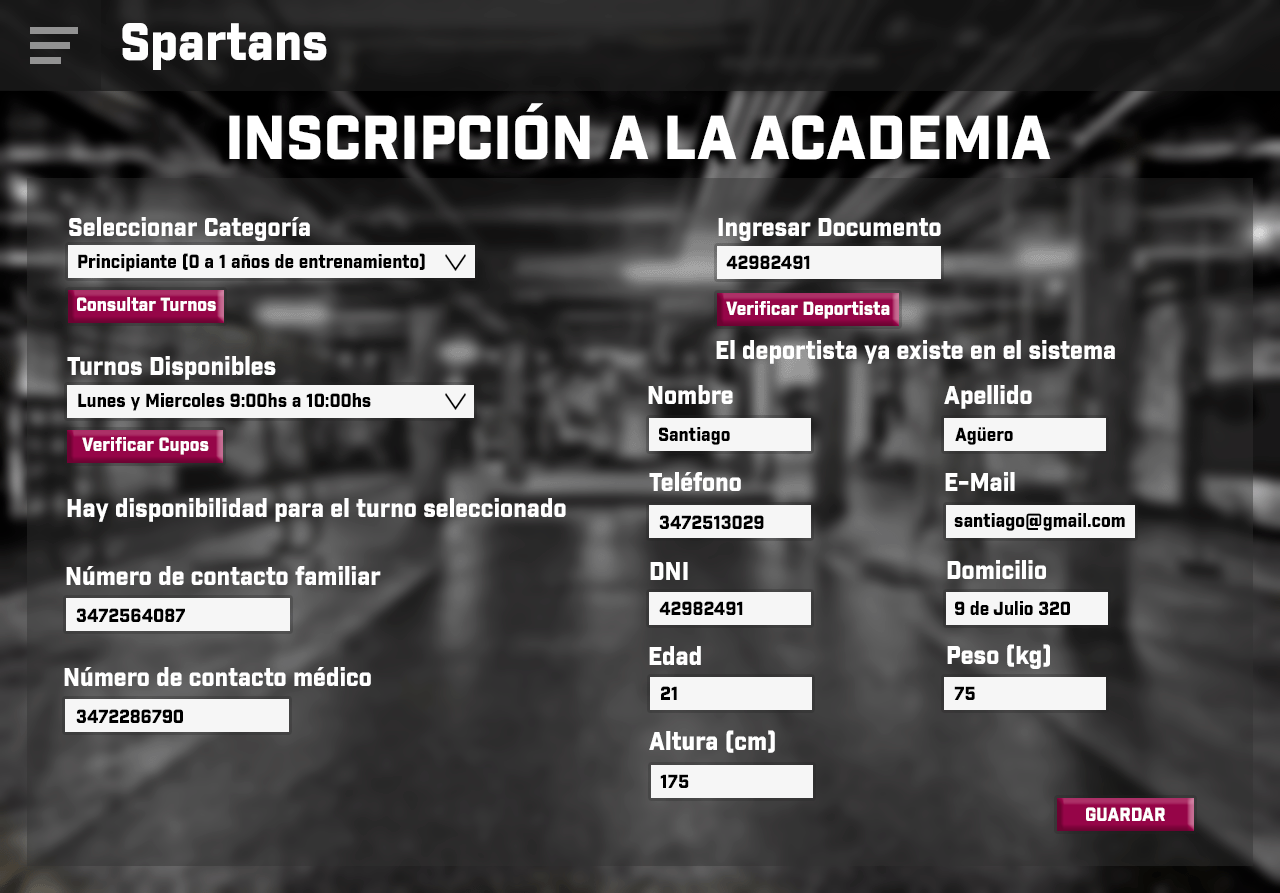 Spartans
INSCRIPCIÓN A LA ACADEMIA
Seleccionar Categoría
Principiante (0 a 1 años de entrenamiento)
Consultar Turnos
Turnos Disponibles
Lunes y Miercoles 9:00hs a 10:00hs
Verificar Cupos
Hay disponibilidad para el turno seleccionado
Número de contacto familiar
3472564087
Número de contacto médico
3472286790
Ingresar Documento
42982491
Verificar Deportista
El deportista ya existe en el sistema
Nombre
Santiago
Apellido
Agüero
Teléfono
3472513029
E-Mail
santiago@gmail.com
DNI
42982491
Domicilio
9 de Julio 320
Edad
21
Peso (kg)
75
Altura (cm)
175
GUARDAR